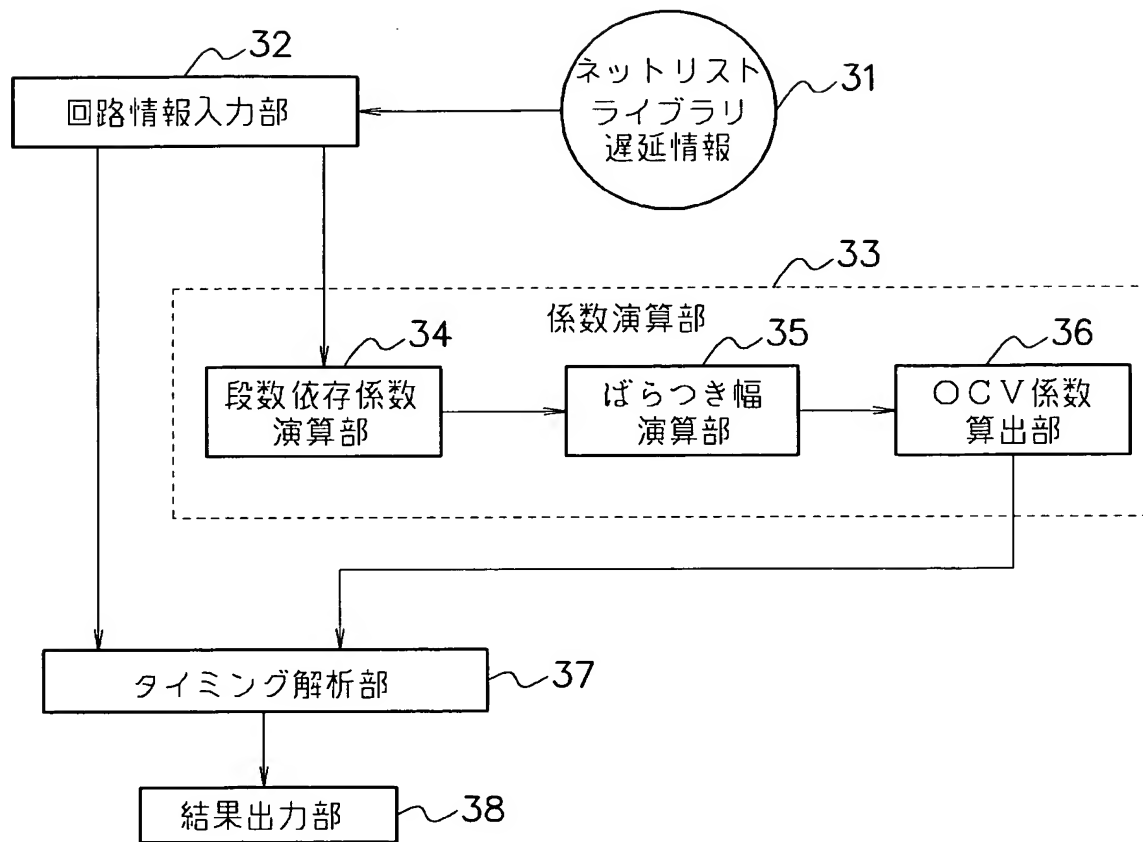 32
回路情報入力部
ネットリスト
ライブラリ
遅延情報
31
33
係数演算部
34
段数依存係数
演算部
35
ばらつき幅
演算部
36
OCV係数
算出部
タイミング解析部
37
結果出力部
38